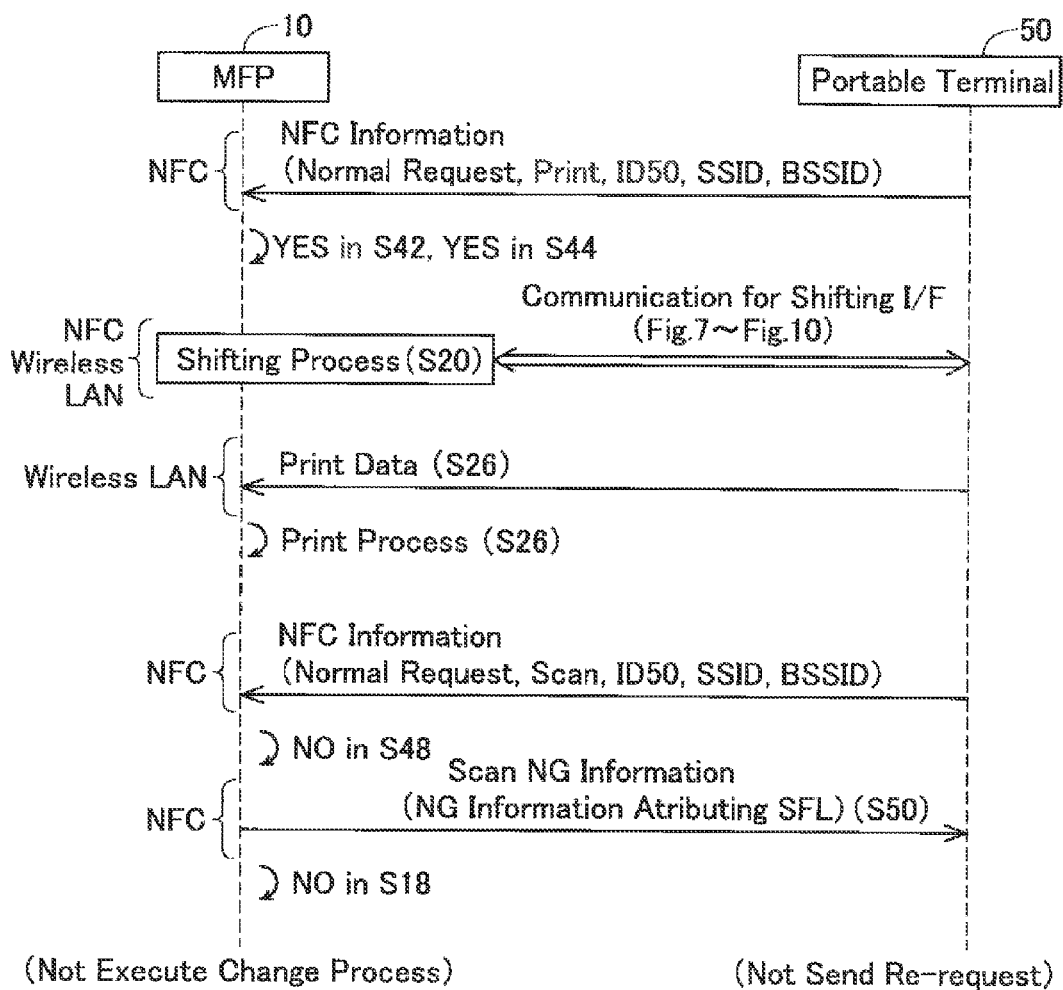 10
50
MFP
Portable Terminal
NFC Information
(Normal Request, Print, ID50, SSID, BSSID)
NFC
YES in S42, YES in S44
Communication for Shifting I/F
(Fig.7~Fig.10)
NFC
Wireless
LAN
Shifting Process (S20)
Wireless LAN
Print Data (S26)
Print Process (S26)
NFC Information
(Normal Request, Scan, ID50, SSID, BSSID)
NFC
NO in S48
Scan NG Information
(NG Information Atributing SFL) (S50)
NFC
NO in S18
(Not Execute Change Process)
(Not Send Re-request)